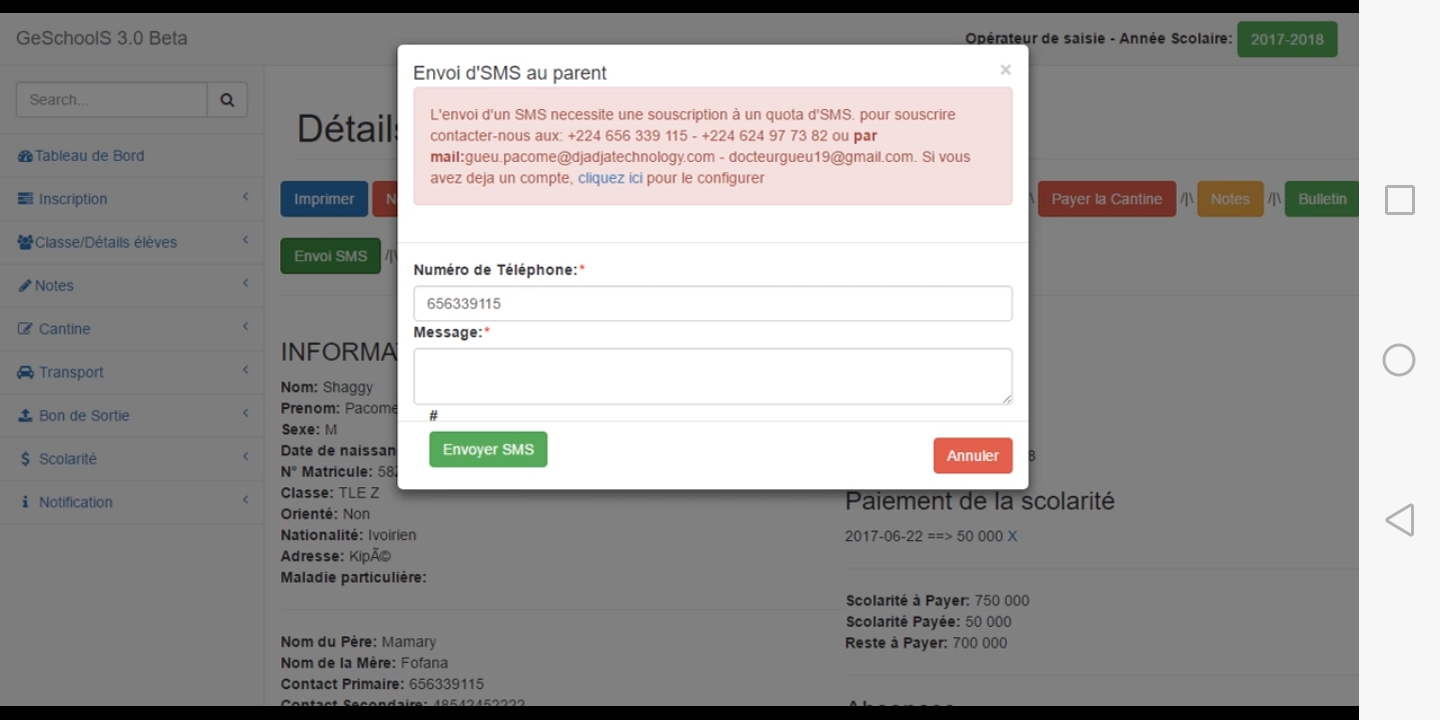 GeSchoolS 3.0 Beta
Opérateur de saisie - Année Scolaire: 2017-2018
Search...
Tableau de Bord
Inscription
Classe/Détails élèves
Notes
Cantine
Transport
Bon de Sortie
Scolarité
Notification
Détails
Imprimer
/|\ Payer la Cantine /|\ Notes /|\ Bulletin
Envoi SMS /|\
Envoi d'SMS au parent ×
L'envoi d'un SMS necessite une souscription à un quota d'SMS. pour souscrire
contacter-nous aux: +224 656 339 115 - +224 624 97 73 82 ou par
mail:gueu.pacome@djadjatechnology.com - docteurgueu19@gmail.com. Si vous
avez deja un compte, cliquez ici pour le configurer
Numéro de Téléphone:*
656339115
Message:*
#
Envoyer SMS
Annuler
Nom: Shaggy
Prenom: Pacome
Sexe: M
Date de naissan
N° Matricule: 58
Classe: TLE Z
Orienté: Non
Nationalité: Ivoirien
Adresse: KipÃ©
Maladie particulière:
Nom du Père: Mamary
Nom de la Mère: Fofana
Contact Primaire: 656339115
Contact Secondaire: 48542452222
8
Paiement de la scolarité
2017-06-22 ==> 50 000 X
Scolarité à Payer: 750 000
Scolarité Payée: 50 000
Reste à Payer: 700 000
Absences